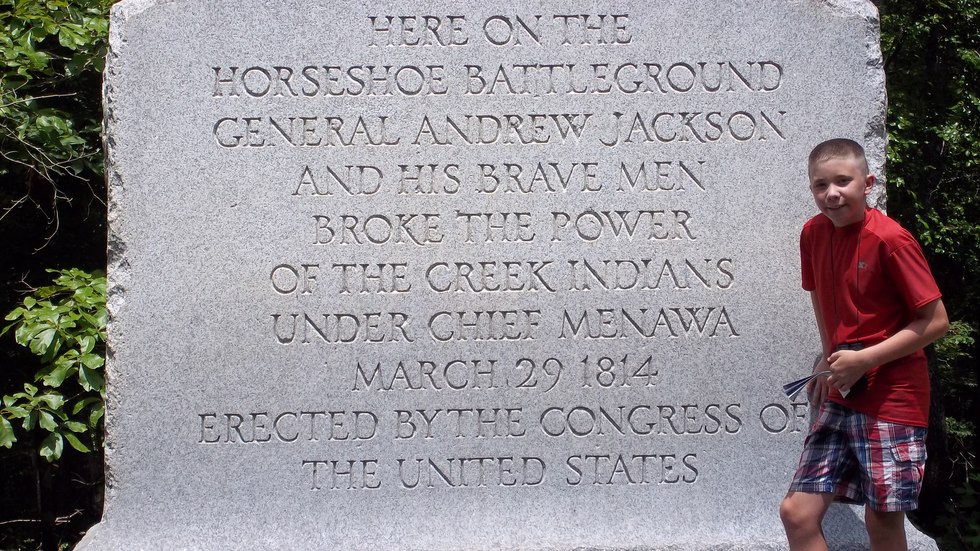 HERE ON THE
HORSESHOE BATTLEGROUND
GENERAL ANDREW JACKSON
AND HIS BRAVE MEN
BROKE THE POWER
OF THE CREEK INDIANS
UNDER CHIEF MENAWA
MARCH 29 1814
ERECTED BY THE CONGRESS OF
THE UNITED STATES